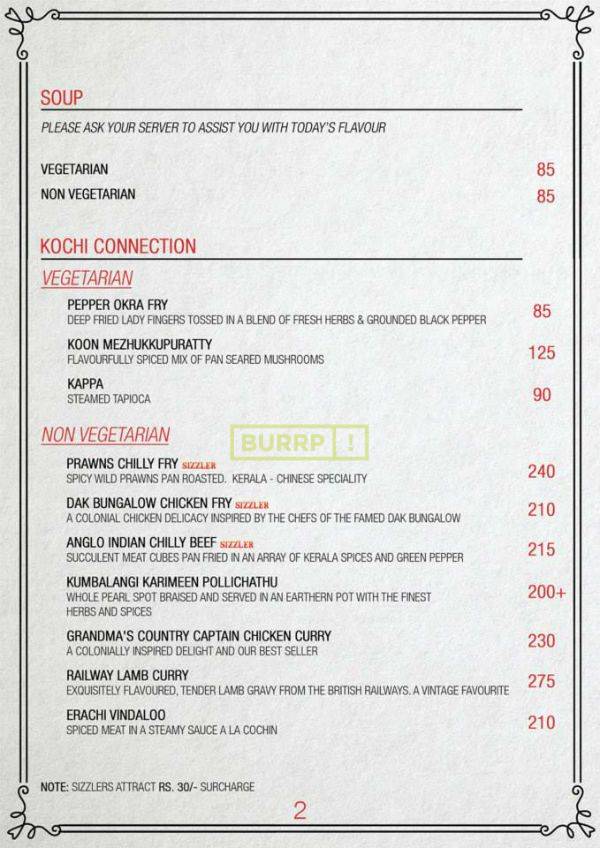 SOUP
PLEASE ASK YOUR SERVER TO ASSIST YOU WITH TODAY'S FLAVOUR
VEGETARIAN 85
NON VEGETARIAN 85
KOCHI CONNECTION
VEGETARIAN
PEPPER OKRA FRY 85
DEEP FRIED LADY FINGERS TOSSED IN A BLEND OF FRESH HERBS & GROUNDED BLACK PEPPER
KOON MEZHUKKUPURATTY 125
FLAVOURFULLY SPICED MIX OF PAN SEARED MUSHROOMS
KAPPA 90
STEAMED TAPIOCA
NON VEGETARIAN
BURRP !
PRAWNS CHILLY FRY SIZZLER 240
SPICY WILD PRAWNS PAN ROASTED. KERALA - CHINESE SPECIALITY
DAK BUNGALOW CHICKEN FRY SIZZLER 210
A COLONIAL CHICKEN DELICACY INSPIRED BY THE CHEFS OF THE FAMED DAK BUNGALOW
ANGLO INDIAN CHILLY BEEF SIZZLER 215
SUCCULENT MEAT CUBES PAN FRIED IN AN ARRAY OF KERALA SPICES AND GREEN PEPPER
KUMBALANGI KARIMEEN POLLICHATHU 200+
WHOLE PEARL SPOT BRAISED AND SERVED IN AN EARTHERN POT WITH THE FINEST
HERBS AND SPICES
GRANDMA'S COUNTRY CAPTAIN CHICKEN CURRY 230
A COLONIALLY INSPIRED DELIGHT AND OUR BEST SELLER
RAILWAY LAMB CURRY 275
EXQUISITELY FLAVOURED, TENDER LAMB GRAVY FROM THE BRITISH RAILWAYS. A VINTAGE FAVOURITE
ERACHI VINDALOO 210
SPICED MEAT IN A STEAMY SAUCE A LA COCHIN
NOTE: SIZZLERS ATTRACT RS. 30/- SURCHARGE
2